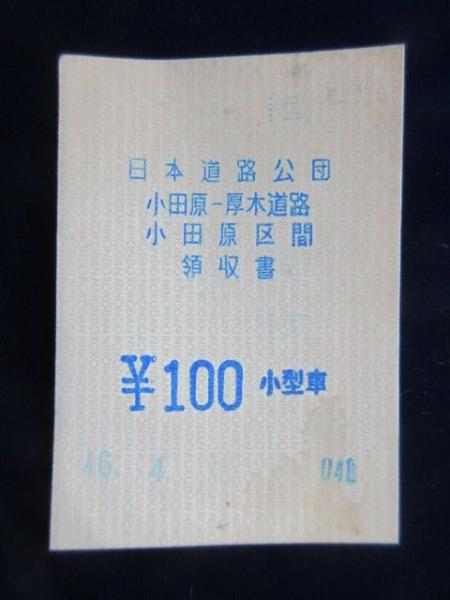 日本道路公団
小田原-厚木道路
小田原区間
領収書
¥100 小型車
46. 4